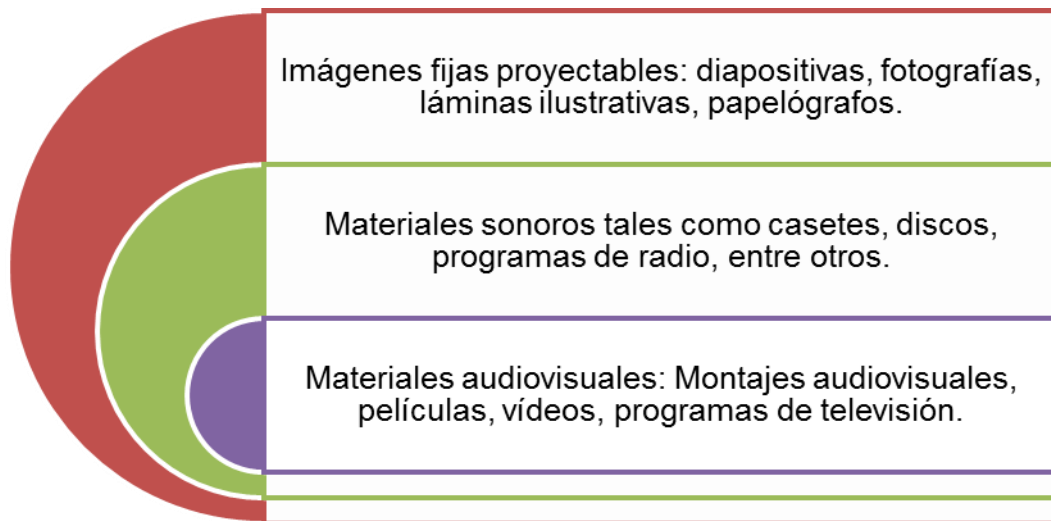 Imágenes fijas proyectables: diapositivas, fotografías,
láminas ilustrativas, papelógrafos.
Materiales sonoros tales como casetes, discos,
programas de radio, entre otros.
Materiales audiovisuales: Montajes audiovisuales,
películas, vídeos, programas de televisión.